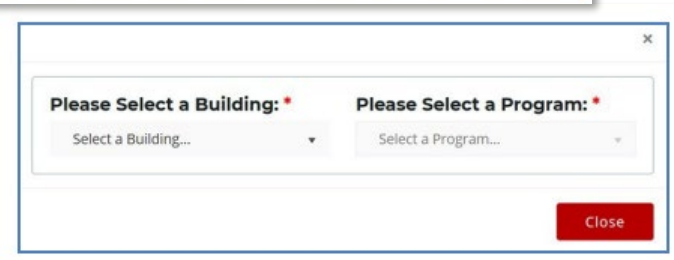 ×
Please Select a Building: * Please Select a Program: *
Select a Building... Select a Program...
Close